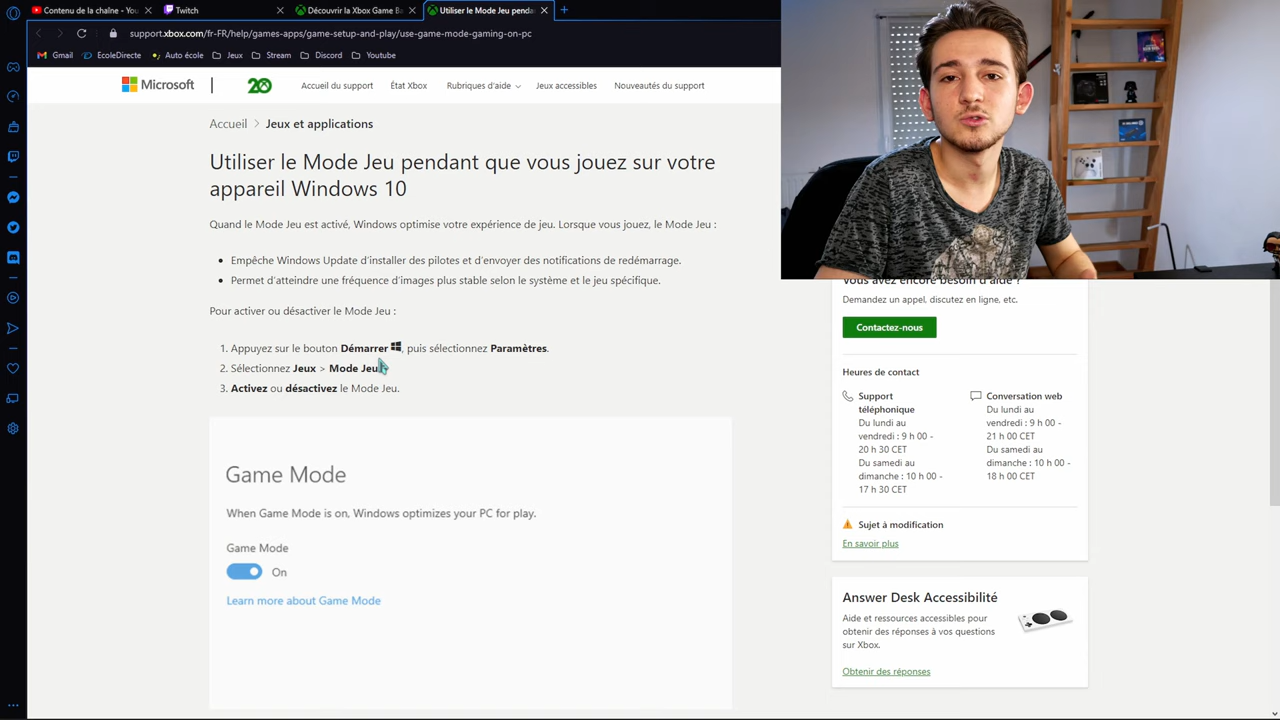 Contenu de la chaîne - You
Twitch
Découvrir la Xbox Game Ba
Utiliser le Mode Jeu penda
support.xbox.com/fr-FR/help/games-apps/game-setup-and-play/use-game-mode-gaming-on-pc
Gmail
EcoleDirecte
Auto école
Jeux
Stream
Discord
Youtube
Microsoft
20
Accueil du support
État Xbox
Rubriques d'aide
Jeux accessibles
Nouveautés du support
Accueil > Jeux et applications
Utiliser le Mode Jeu pendant que vous jouez sur votre
appareil Windows 10
Quand le Mode Jeu est activé, Windows optimise votre expérience de jeu. Lorsque vous jouez, le Mode Jeu :
• Empêche Windows Update d'installer des pilotes et d'envoyer des notifications de redémarrage.
• Permet d'atteindre une fréquence d'images plus stable selon le système et le jeu spécifique.
Pour activer ou désactiver le Mode Jeu :
1. Appuyez sur le bouton Démarrer , puis sélectionnez Paramètres.
2. Sélectionnez Jeux > Mode Jeu
3. Activez ou désactivez le Mode Jeu.
Game Mode
When Game Mode is on, Windows optimizes your PC for play.
Game Mode
On
Learn more about Game Mode
Vous avez encore besoin d'aide ?
Demandez un appel, discutez en ligne, etc.
Contactez-nous
Heures de contact
Support
téléphonique
Du lundi au
vendredi : 9 h 00 -
20 h 30 CET
Du samedi au
dimanche : 10 h 00 -
17 h 30 CET
Conversation web
Du lundi au
vendredi : 9 h 00 -
21 h 00 CET
Du samedi au
dimanche : 10 h 00 -
18 h 00 CET
Sujet à modification
En savoir plus
Answer Desk Accessibilité
Aide et ressources accessibles pour
obtenir des réponses à vos questions
sur Xbox.
Obtenir des réponses